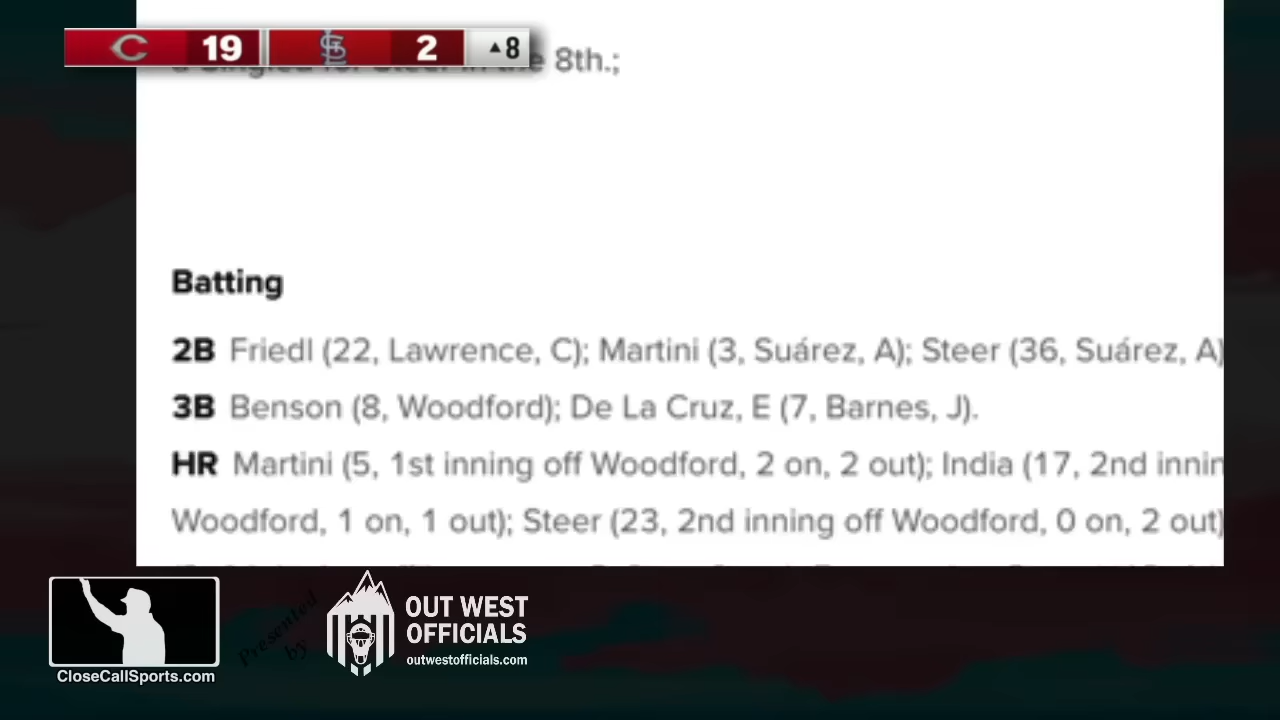 C 19 STL 2 ▲8
8th.;
Batting
2B Friedl (22, Lawrence, C); Martini (3, Suárez, A); Steer (36, Suárez, A)
3B Benson (8, Woodford); De La Cruz, E (7, Barnes, J).
HR Martini (5, 1st inning off Woodford, 2 on, 2 out); India (17, 2nd innin
Woodford, 1 on, 1 out); Steer (23, 2nd inning off Woodford, 0 on, 2 out)
Presented
by
OUT WEST
OFFICIALS
outwestofficials.com
CloseCallSports.com